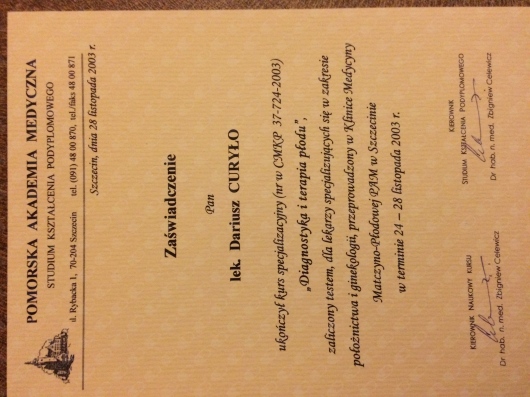 POMORSKA AKADEMIA MEDYCZNA
STUDIUM KSZTAŁCENIA PODYPLOMOWEGO
ul. Rybacka 1, 70-204 Szczecin tel. (091) 48 00 870, tel./faks 48 00 871
Szczecin, dnia 28 listopada 2003 r.
Zaświadczenie
Pan
lek. Dariusz CURYŁO
ukończył kurs specjalizacyjny (nr w CMKP 37-724-2003)
„Diagnostyka i terapia płodu",
zaliczony testem, dla lekarzy specjalizujących się w zakresie
położnictwa i ginekologii, przeprowadzony w Klinice Medycyny
Matczyno-Płodowej PAM w Szczecinie
w terminie 24 – 28 listopada 2003 r.
KIEROWNIK NAUKOWY KURSU
Dr hab. n. med. Zbigniew Celewicz
KIEROWNIK
STUDIUM KSZTAŁCENIA PODYPLOMOWEGO
Dr hab. n. med. Zbigniew Celewicz